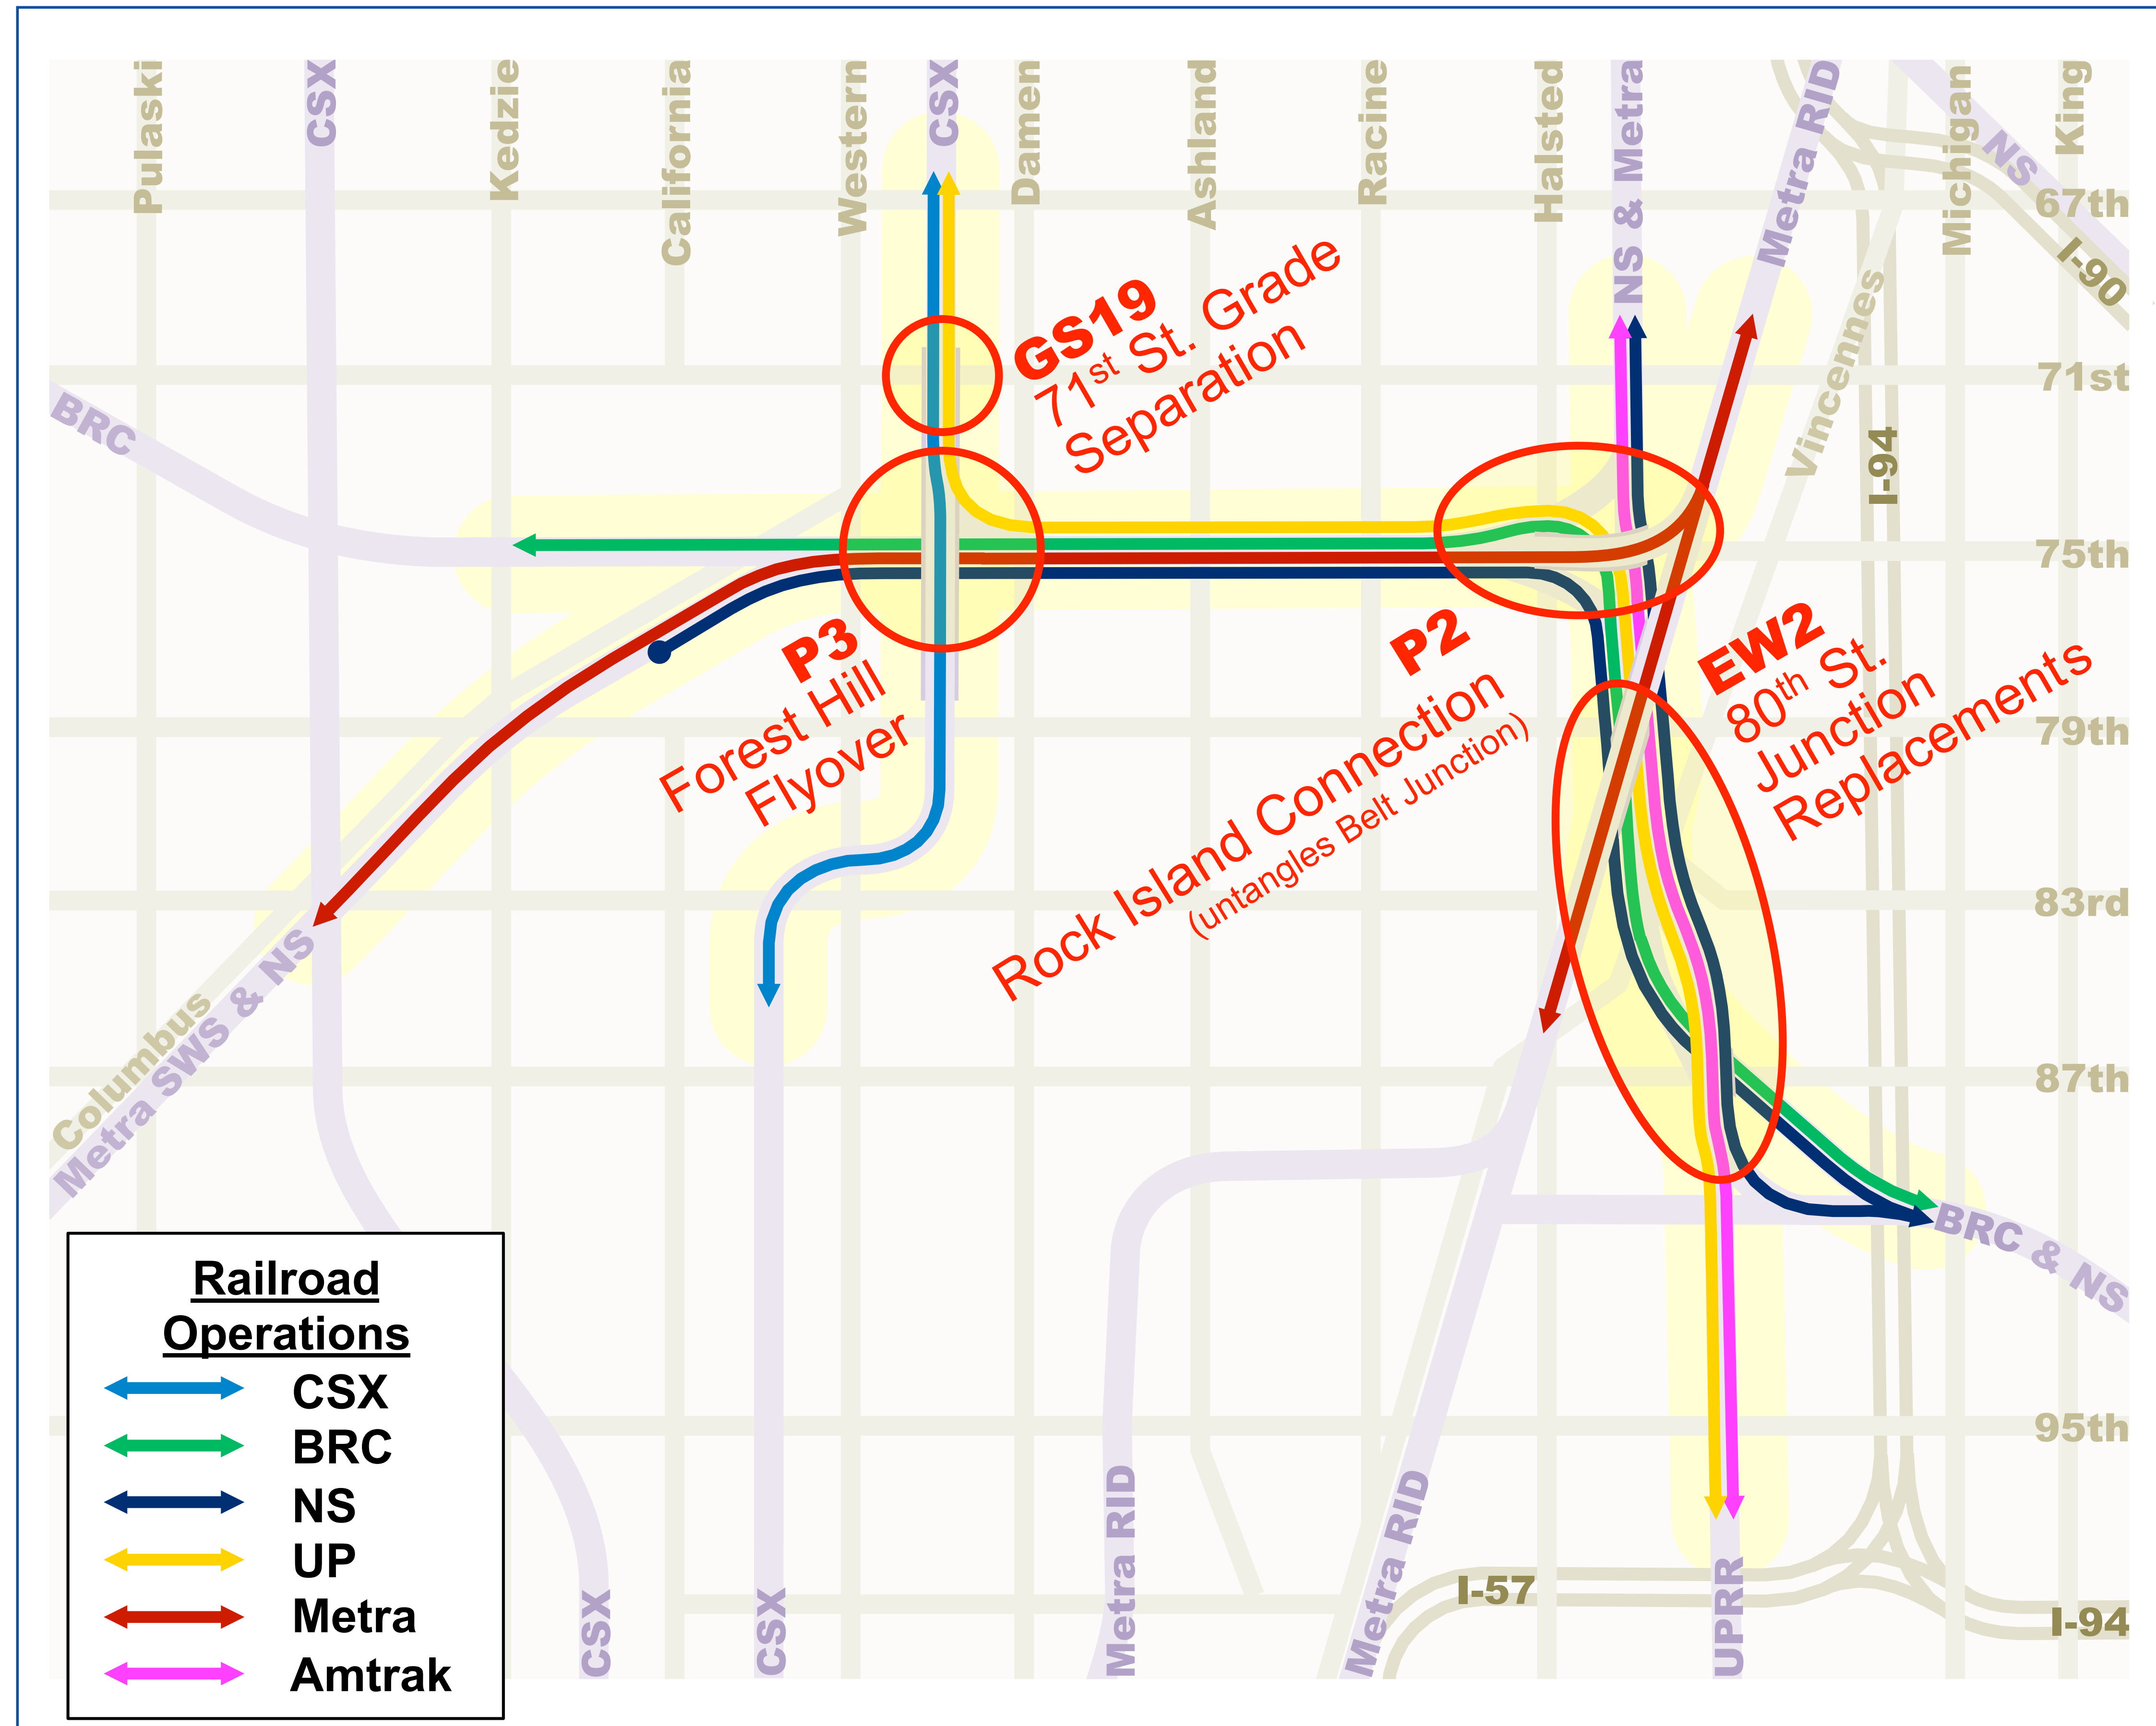 Pulaski
CSX
Kedzie
California
Western
CSX
Damen
Ashland
Racine
Halsted
NS & Metra
Metra RID
Michigan
NS
King
67th
I-90
71st
Vincennes
I-94
75th
79th
83rd
87th
95th
BRC
GS19
71st St. Grade
Separation
P3
Forest Hill
Flyover
P2
Rock Island Connection
(untangles Belt Junction)
EW2
80th St.
Junction
Replacements
Columbus
Metra SWS & NS
BRC & NS
CSX
CSX
Metra RID
Metra RID
I-57
UPRR
I-94
Railroad
Operations
CSX
BRC
NS
UP
Metra
Amtrak